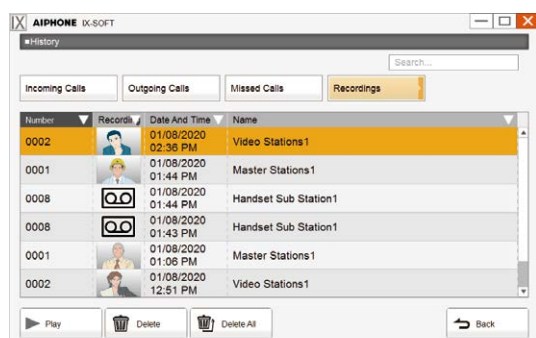 IX AIPHONE IX-SOFT
■History
Search...
Incoming Calls Outgoing Calls Missed Calls Recordings
Number Recordin Date And Time Name
0002 01/08/2020 02:36 PM Video Stations1
0001 01/08/2020 01:44 PM Master Stations1
0008 01/08/2020 01:44 PM Handset Sub Station1
0008 01/08/2020 01:43 PM Handset Sub Station1
0001 01/08/2020 01:06 PM Master Stations1
0002 01/08/2020 12:51 PM Video Stations1
Play Delete Delete All Back